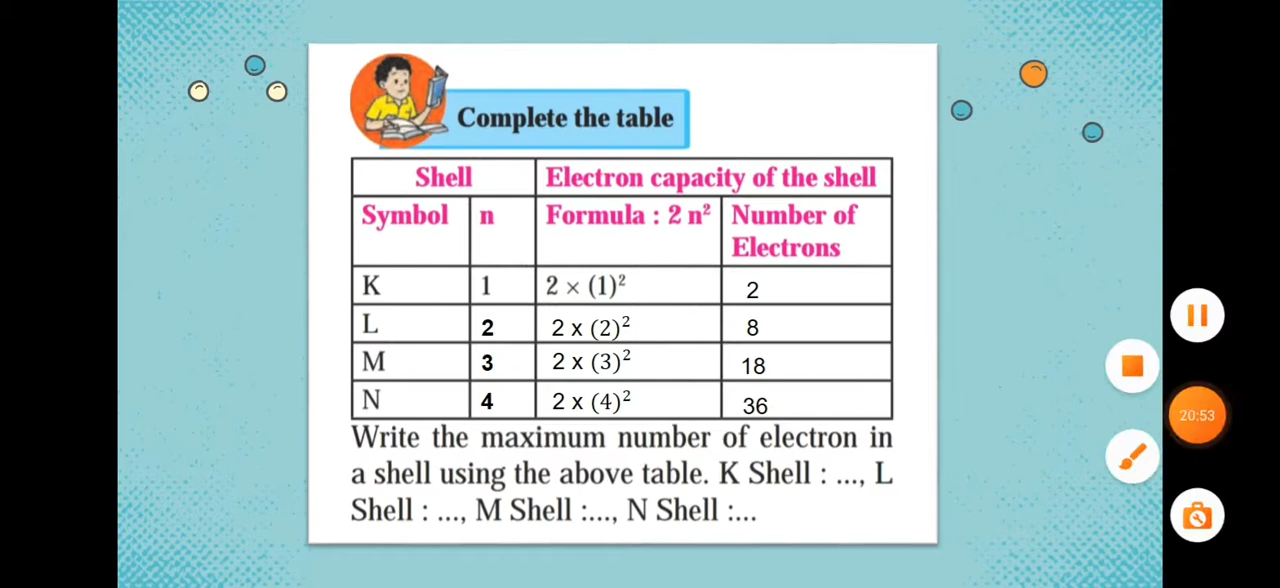 Complete the table
Shell Electron capacity of the shell
Symbol n Formula : 2 n² Number of
Electrons
K 1 2 × (1)² 2
L 2 2 x (2)² 8
M 3 2 x (3)² 18
N 4 2 x (4)² 36
Write the maximum number of electron in
a shell using the above table. K Shell : ..., L
Shell : ..., M Shell :..., N Shell :...
20:53